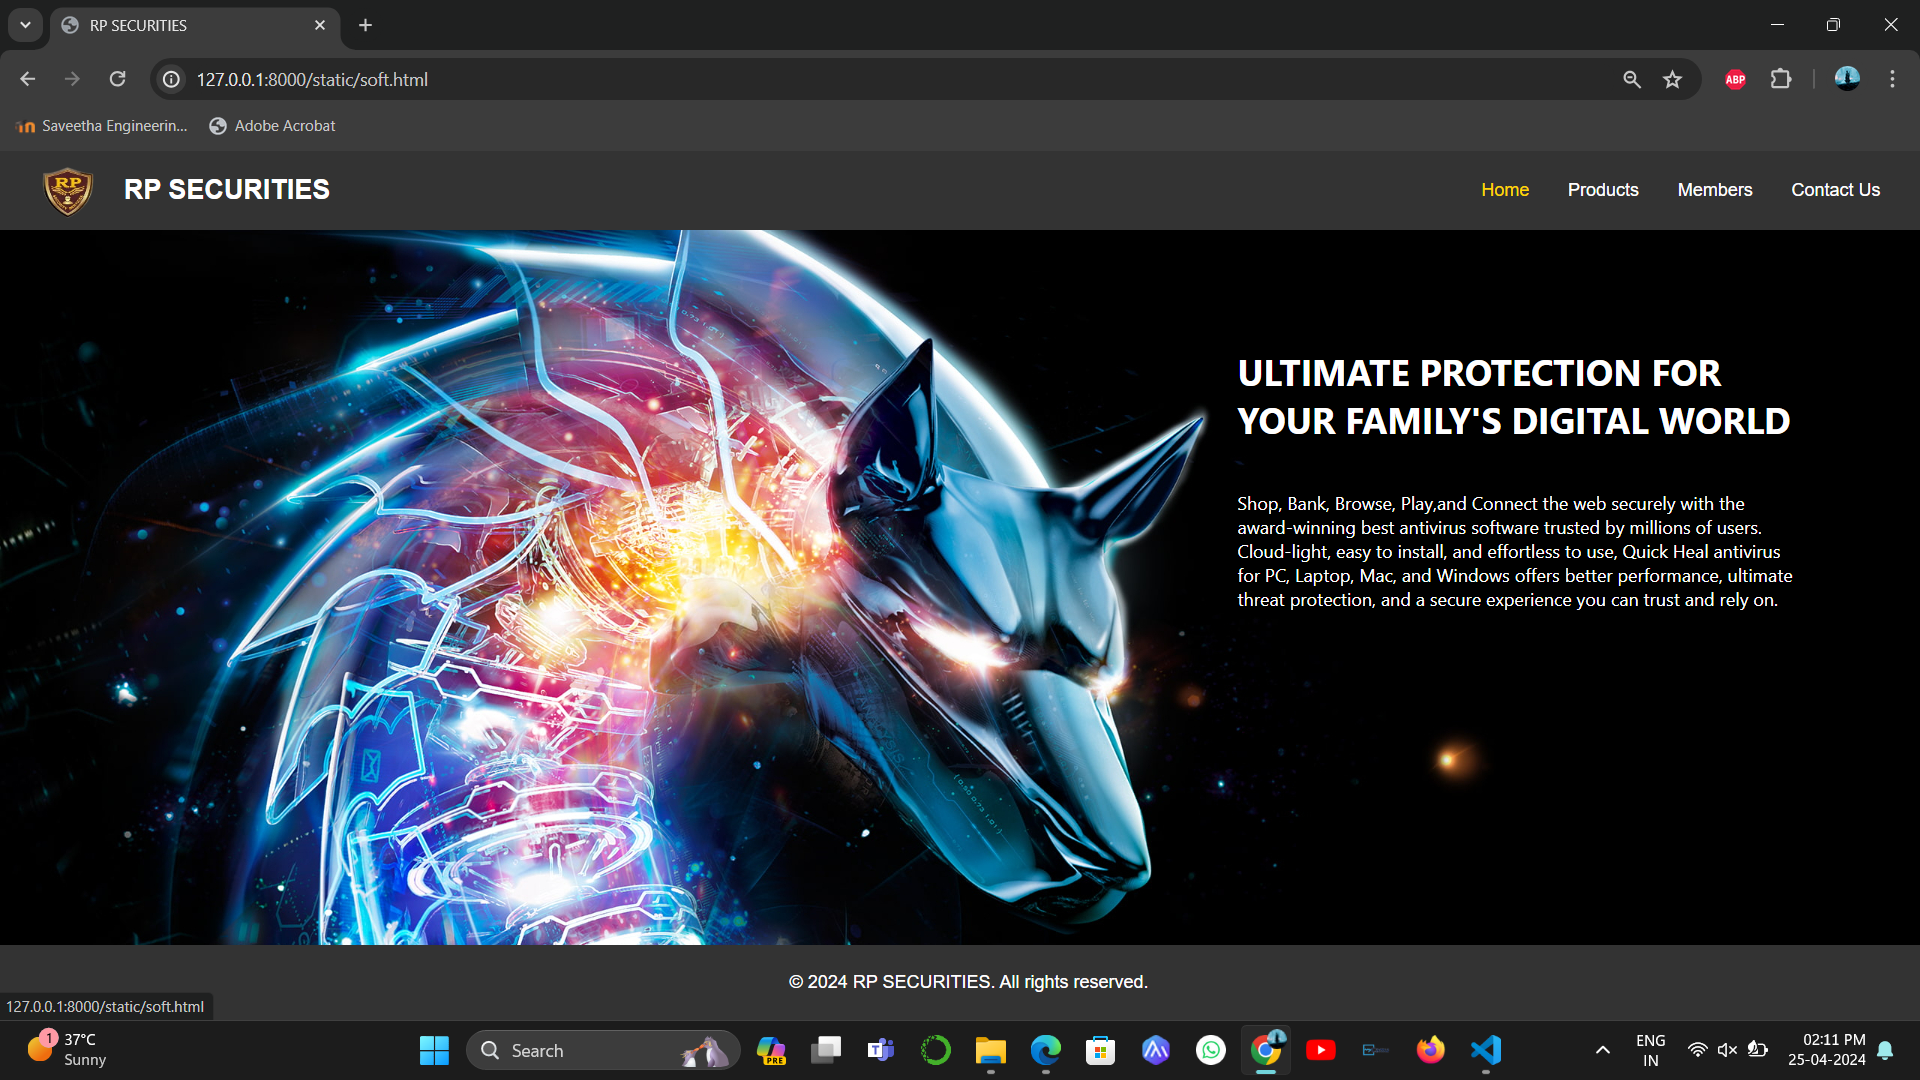 RP SECURITIES
127.0.0.1:8000/static/soft.html
ABP
Saveetha Engineerin...
Adobe Acrobat
RP
RP SECURITIES
Home
Products
Members
Contact Us
ULTIMATE PROTECTION FOR
YOUR FAMILY'S DIGITAL WORLD
Shop, Bank, Browse, Play,and Connect the web securely with the
award-winning best antivirus software trusted by millions of users.
Cloud-light, easy to install, and effortless to use, Quick Heal antivirus
for PC, Laptop, Mac, and Windows offers better performance, ultimate
threat protection, and a secure experience you can trust and rely on.
© 2024 RP SECURITIES. All rights reserved.
127.0.0.1:8000/static/soft.html
1
37°C
Sunny
Search
PRE
ENG
IN
02:11 PM
25-04-2024